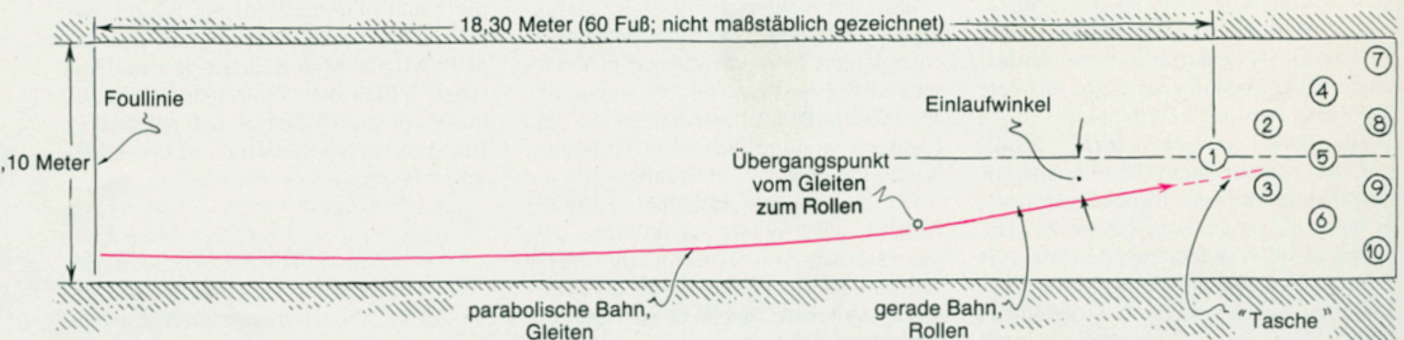 18,30 Meter (60 Fuß; nicht maßstäblich gezeichnet)
Foullinie
,10 Meter
Einlaufwinkel
Übergangspunkt
vom Gleiten
zum Rollen
parabolische Bahn,
Gleiten
gerade Bahn,
Rollen
"Tasche"
1
2
3
4
5
6
7
8
9
10